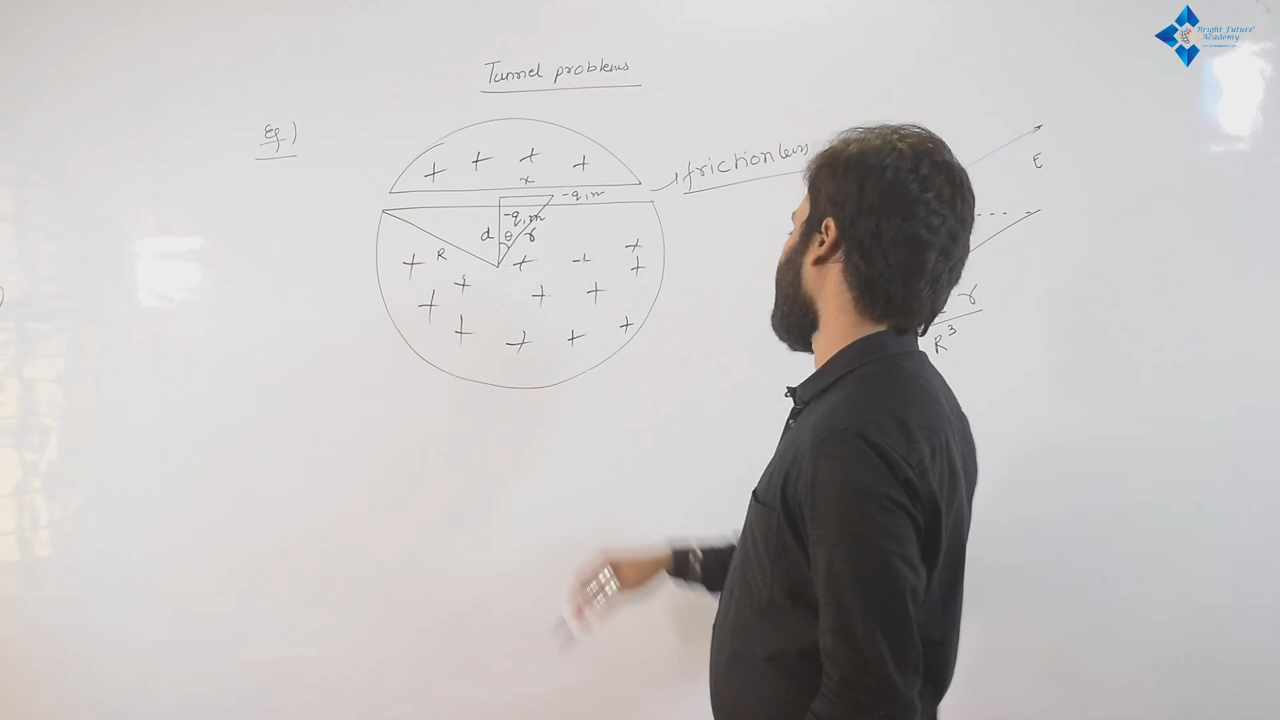 Bright Future
Academy
Tunnel problems
Eg)
frictionless
E
x
-q,m
-q,m
d
θ
r
R
r
R³